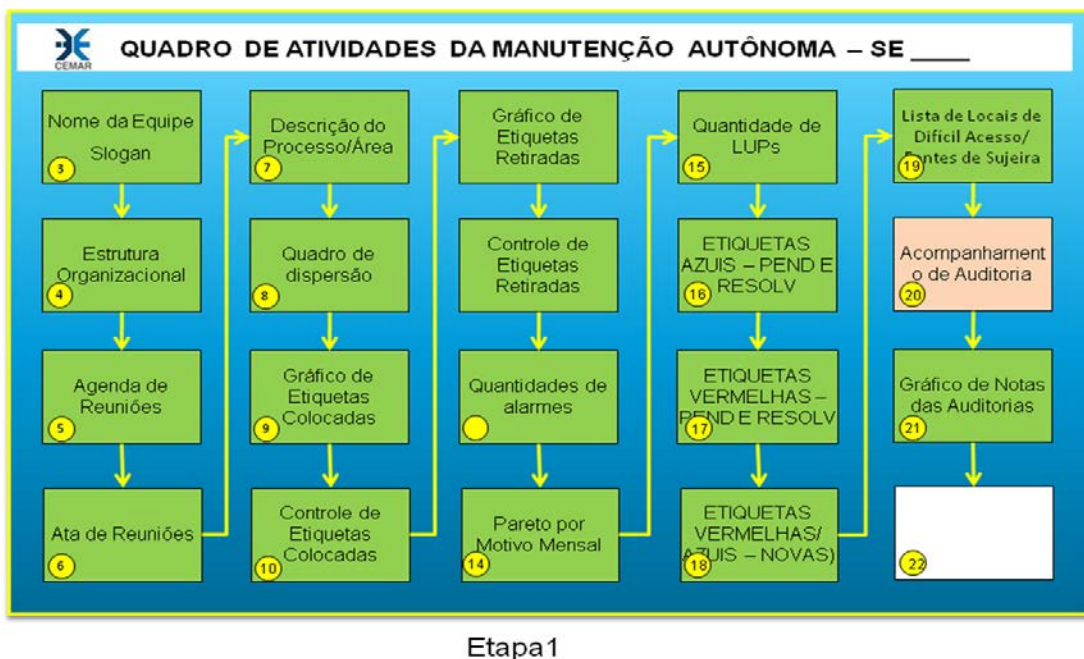 CEMAR
QUADRO DE ATIVIDADES DA MANUTENÇÃO AUTÔNOMA – SE ____
Nome da Equipe
Slogan
3
Estrutura
Organizacional
4
Agenda de
Reuniões
5
Ata de Reuniões
6
Descrição do
Processo/Área
7
Quadro de
dispersão
8
Gráfico de
Etiquetas
Colocadas
9
Controle de
Etiquetas
Colocadas
10
Gráfico de
Etiquetas
Retiradas
Controle de
Etiquetas
Retiradas
Quantidades de
alarmes
Pareto por
Motivo Mensal
14
Quantidade de
LUPs
15
ETIQUETAS
AZUIS – PEND E
RESOLV
16
ETIQUETAS
VERMELHAS –
PEND E RESOLV
17
ETIQUETAS
VERMELHAS/
AZUIS – NOVAS)
18
Lista de Locais de
Difícil Acesso/
Fontes de Sujeira
19
Acompanhament
o de Auditoria
20
Gráfico de Notas
das Auditorias
21
22
Etapa1